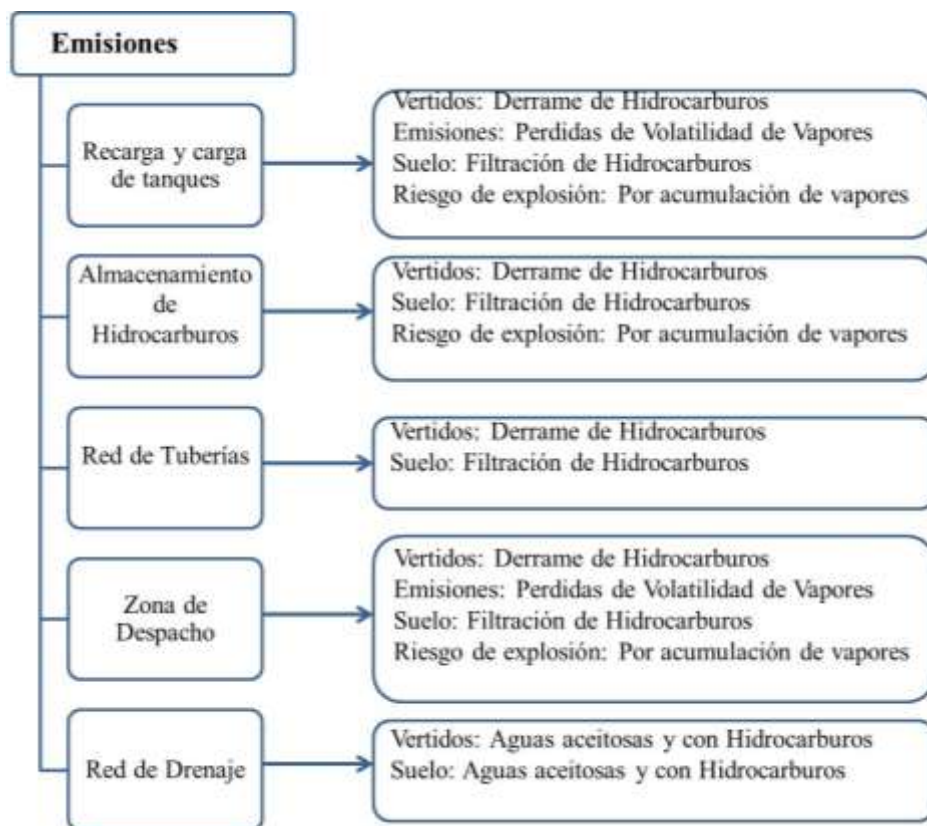 Emisiones
Recarga y carga
de tanques
Vertidos: Derrame de Hidrocarburos
Emisiones: Perdidas de Volatilidad de Vapores
Suelo: Filtración de Hidrocarburos
Riesgo de explosión: Por acumulación de vapores
Almacenamiento
de
Hidrocarburos
Vertidos: Derrame de Hidrocarburos
Suelo: Filtración de Hidrocarburos
Riesgo de explosión: Por acumulación de vapores
Red de Tuberías
Vertidos: Derrame de Hidrocarburos
Suelo: Filtración de Hidrocarburos
Zona de
Despacho
Vertidos: Derrame de Hidrocarburos
Emisiones: Perdidas de Volatilidad de Vapores
Suelo: Filtración de Hidrocarburos
Riesgo de explosión: Por acumulación de vapores
Red de Drenaje
Vertidos: Aguas aceitosas y con Hidrocarburos
Suelo: Aguas aceitosas y con Hidrocarburos